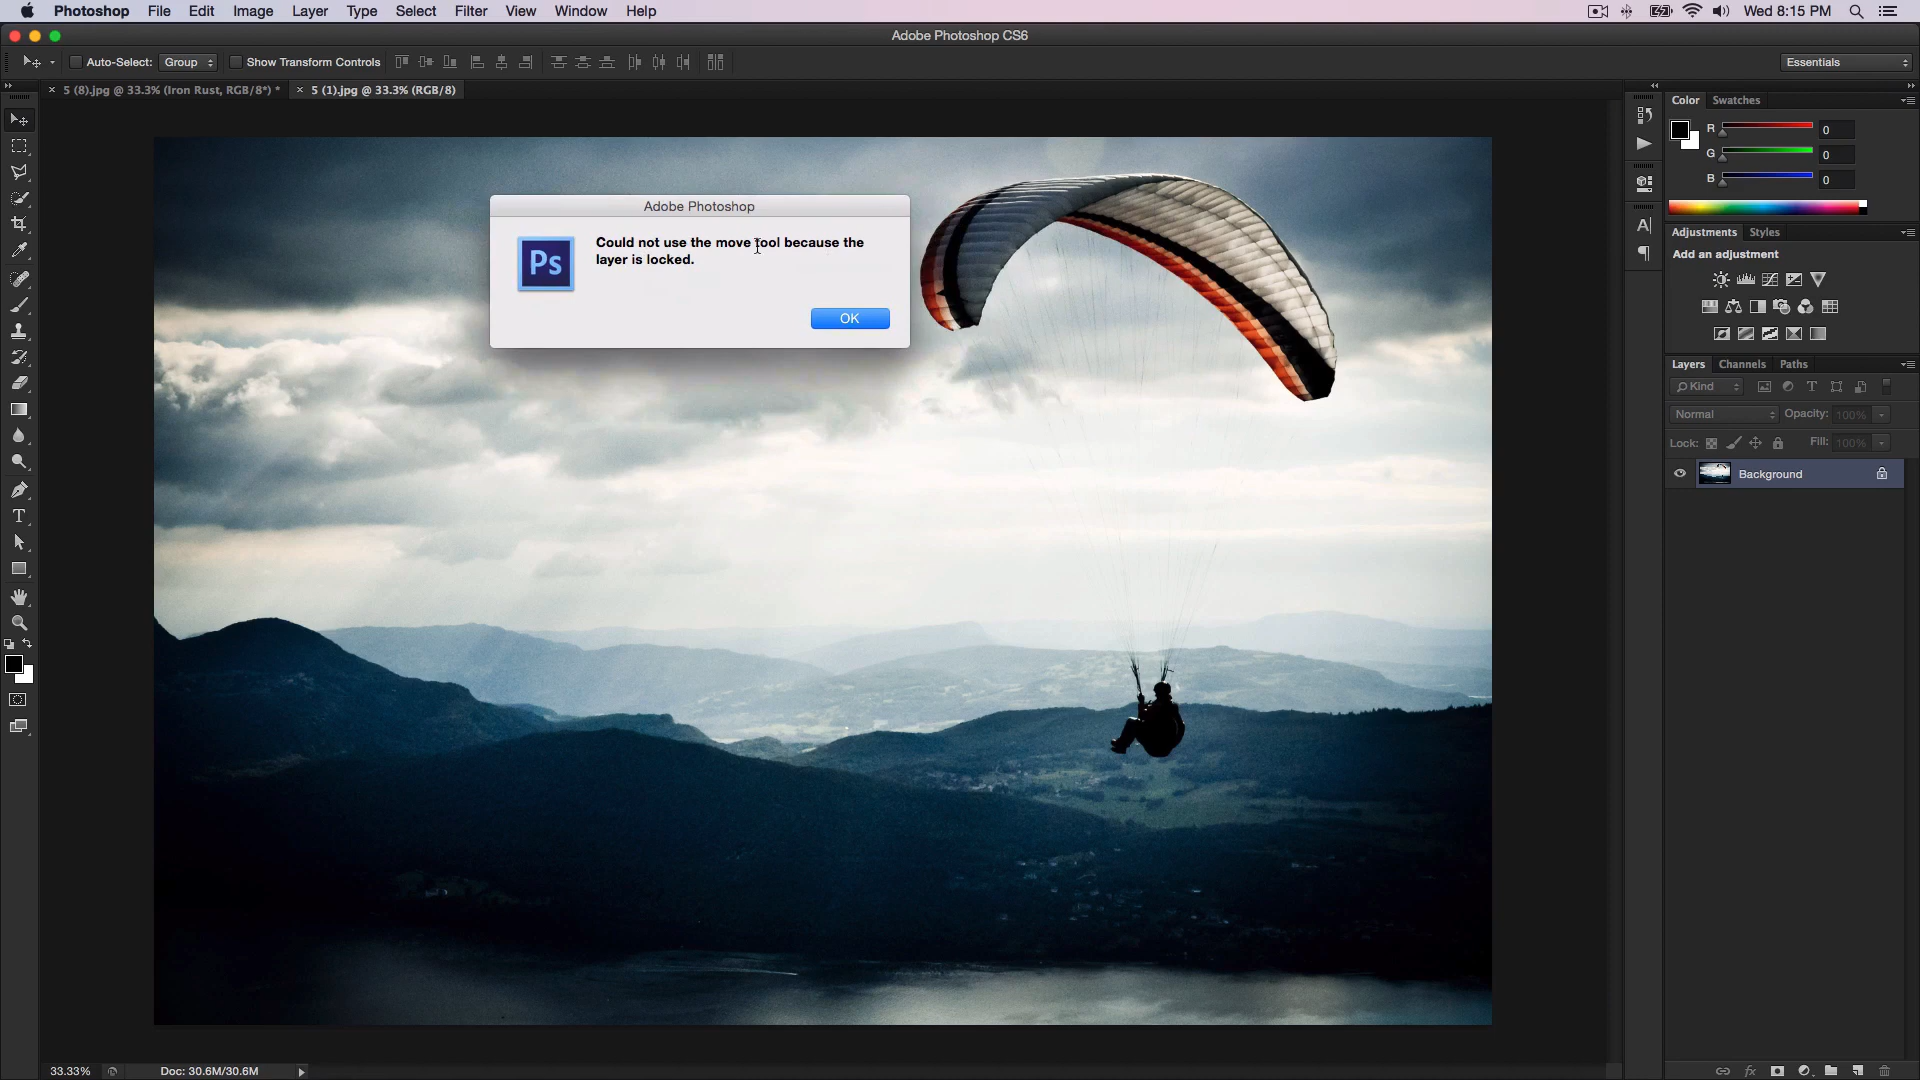 Photoshop File Edit Image Layer Type Select Filter View Window Help Wed 8:15 PM
Adobe Photoshop CS6
Auto-Select: Group Show Transform Controls Essentials
5 (8).jpg @ 33.3% (Iron Rust, RGB/8*) * 5 (1).jpg @ 33.3% (RGB/8)
Color Swatches
R 0
G 0
B 0
Adobe Photoshop
Ps
Could not use the move tool because the
layer is locked.
OK
Adjustments Styles
Add an adjustment
Layers Channels Paths
Kind
Normal Opacity: 100%
Lock: Fill: 100%
Background
33.33% Doc: 30.6M/30.6M